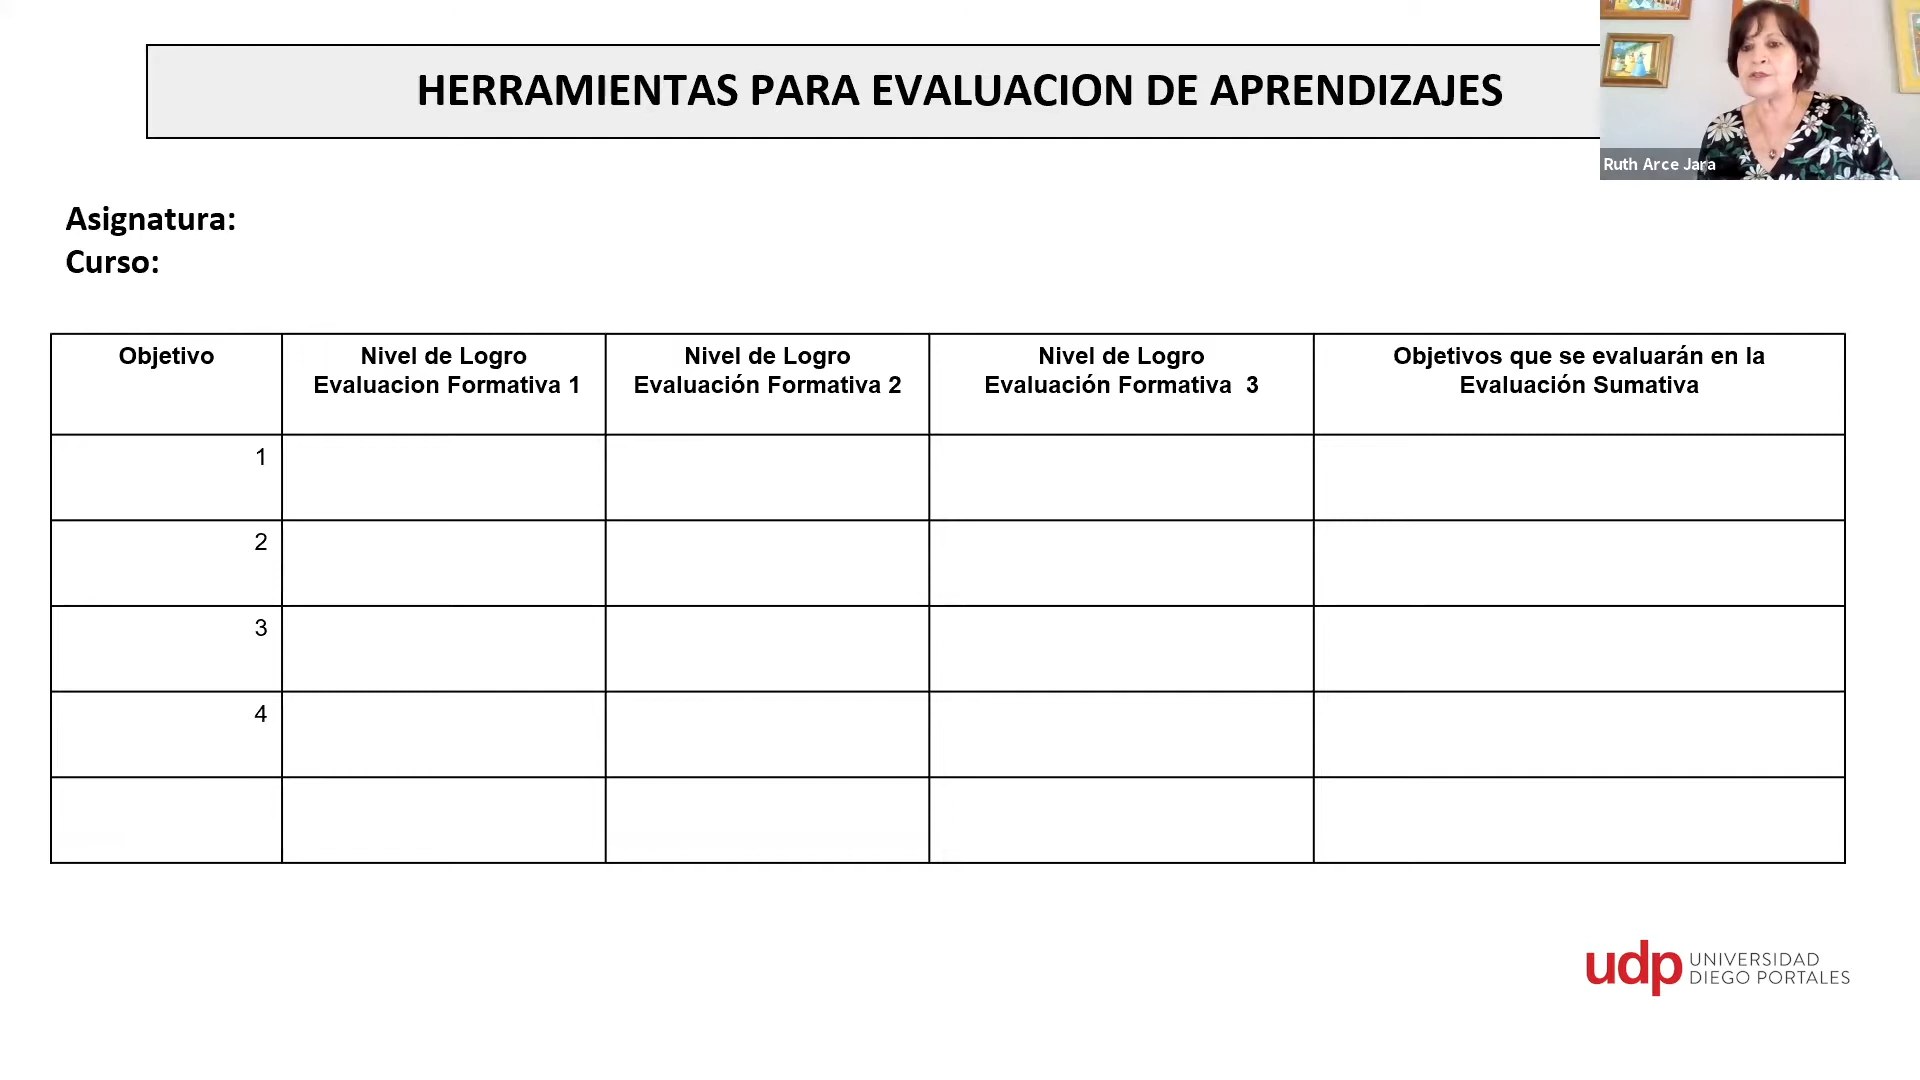 HERRAMIENTAS PARA EVALUACION DE APRENDIZAJES
Ruth Arce Jara
Asignatura:
Curso:
Objetivo
Nivel de Logro
Evaluacion Formativa 1
Nivel de Logro
Evaluación Formativa 2
Nivel de Logro
Evaluación Formativa 3
Objetivos que se evaluarán en la
Evaluación Sumativa
1
2
3
4
udp UNIVERSIDAD
DIEGO PORTALES